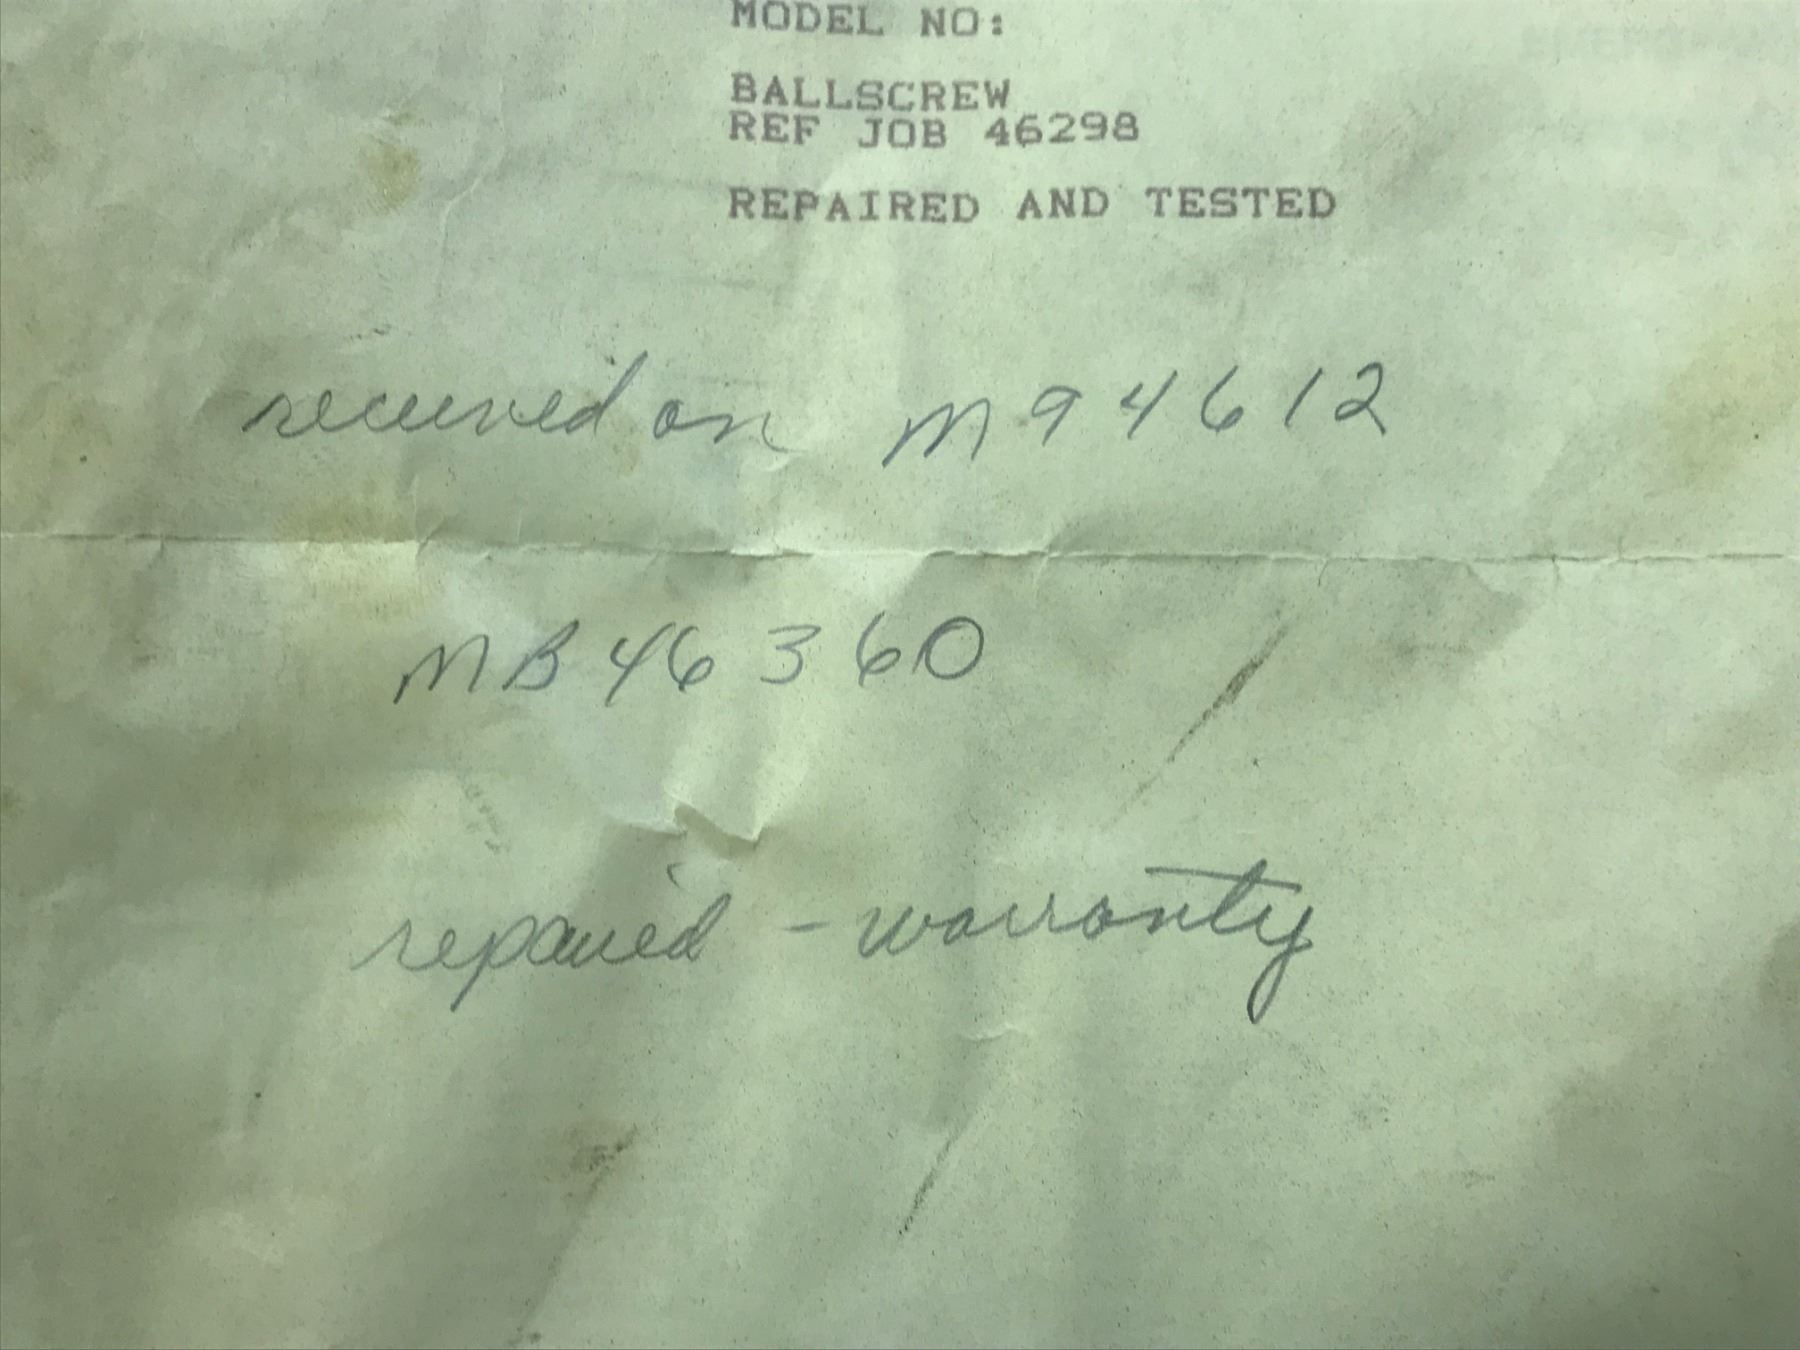 MODEL NO:
BALLSCREW
REF JOB 46298
REPAIRED AND TESTED
received on M94612
MB46360
repaired - warranty